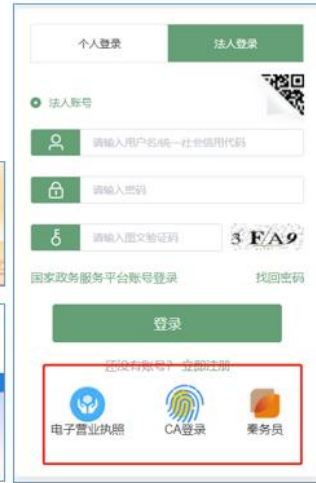 个人登录 法人登录
法人账号
请输入用户名/统一社会信用代码
请输入密码
请输入图文验证码 3 FA9
国家政务服务平台账号登录 找回密码
登录
还没有账号? 立即注册
电子营业执照 CA登录 秦务员